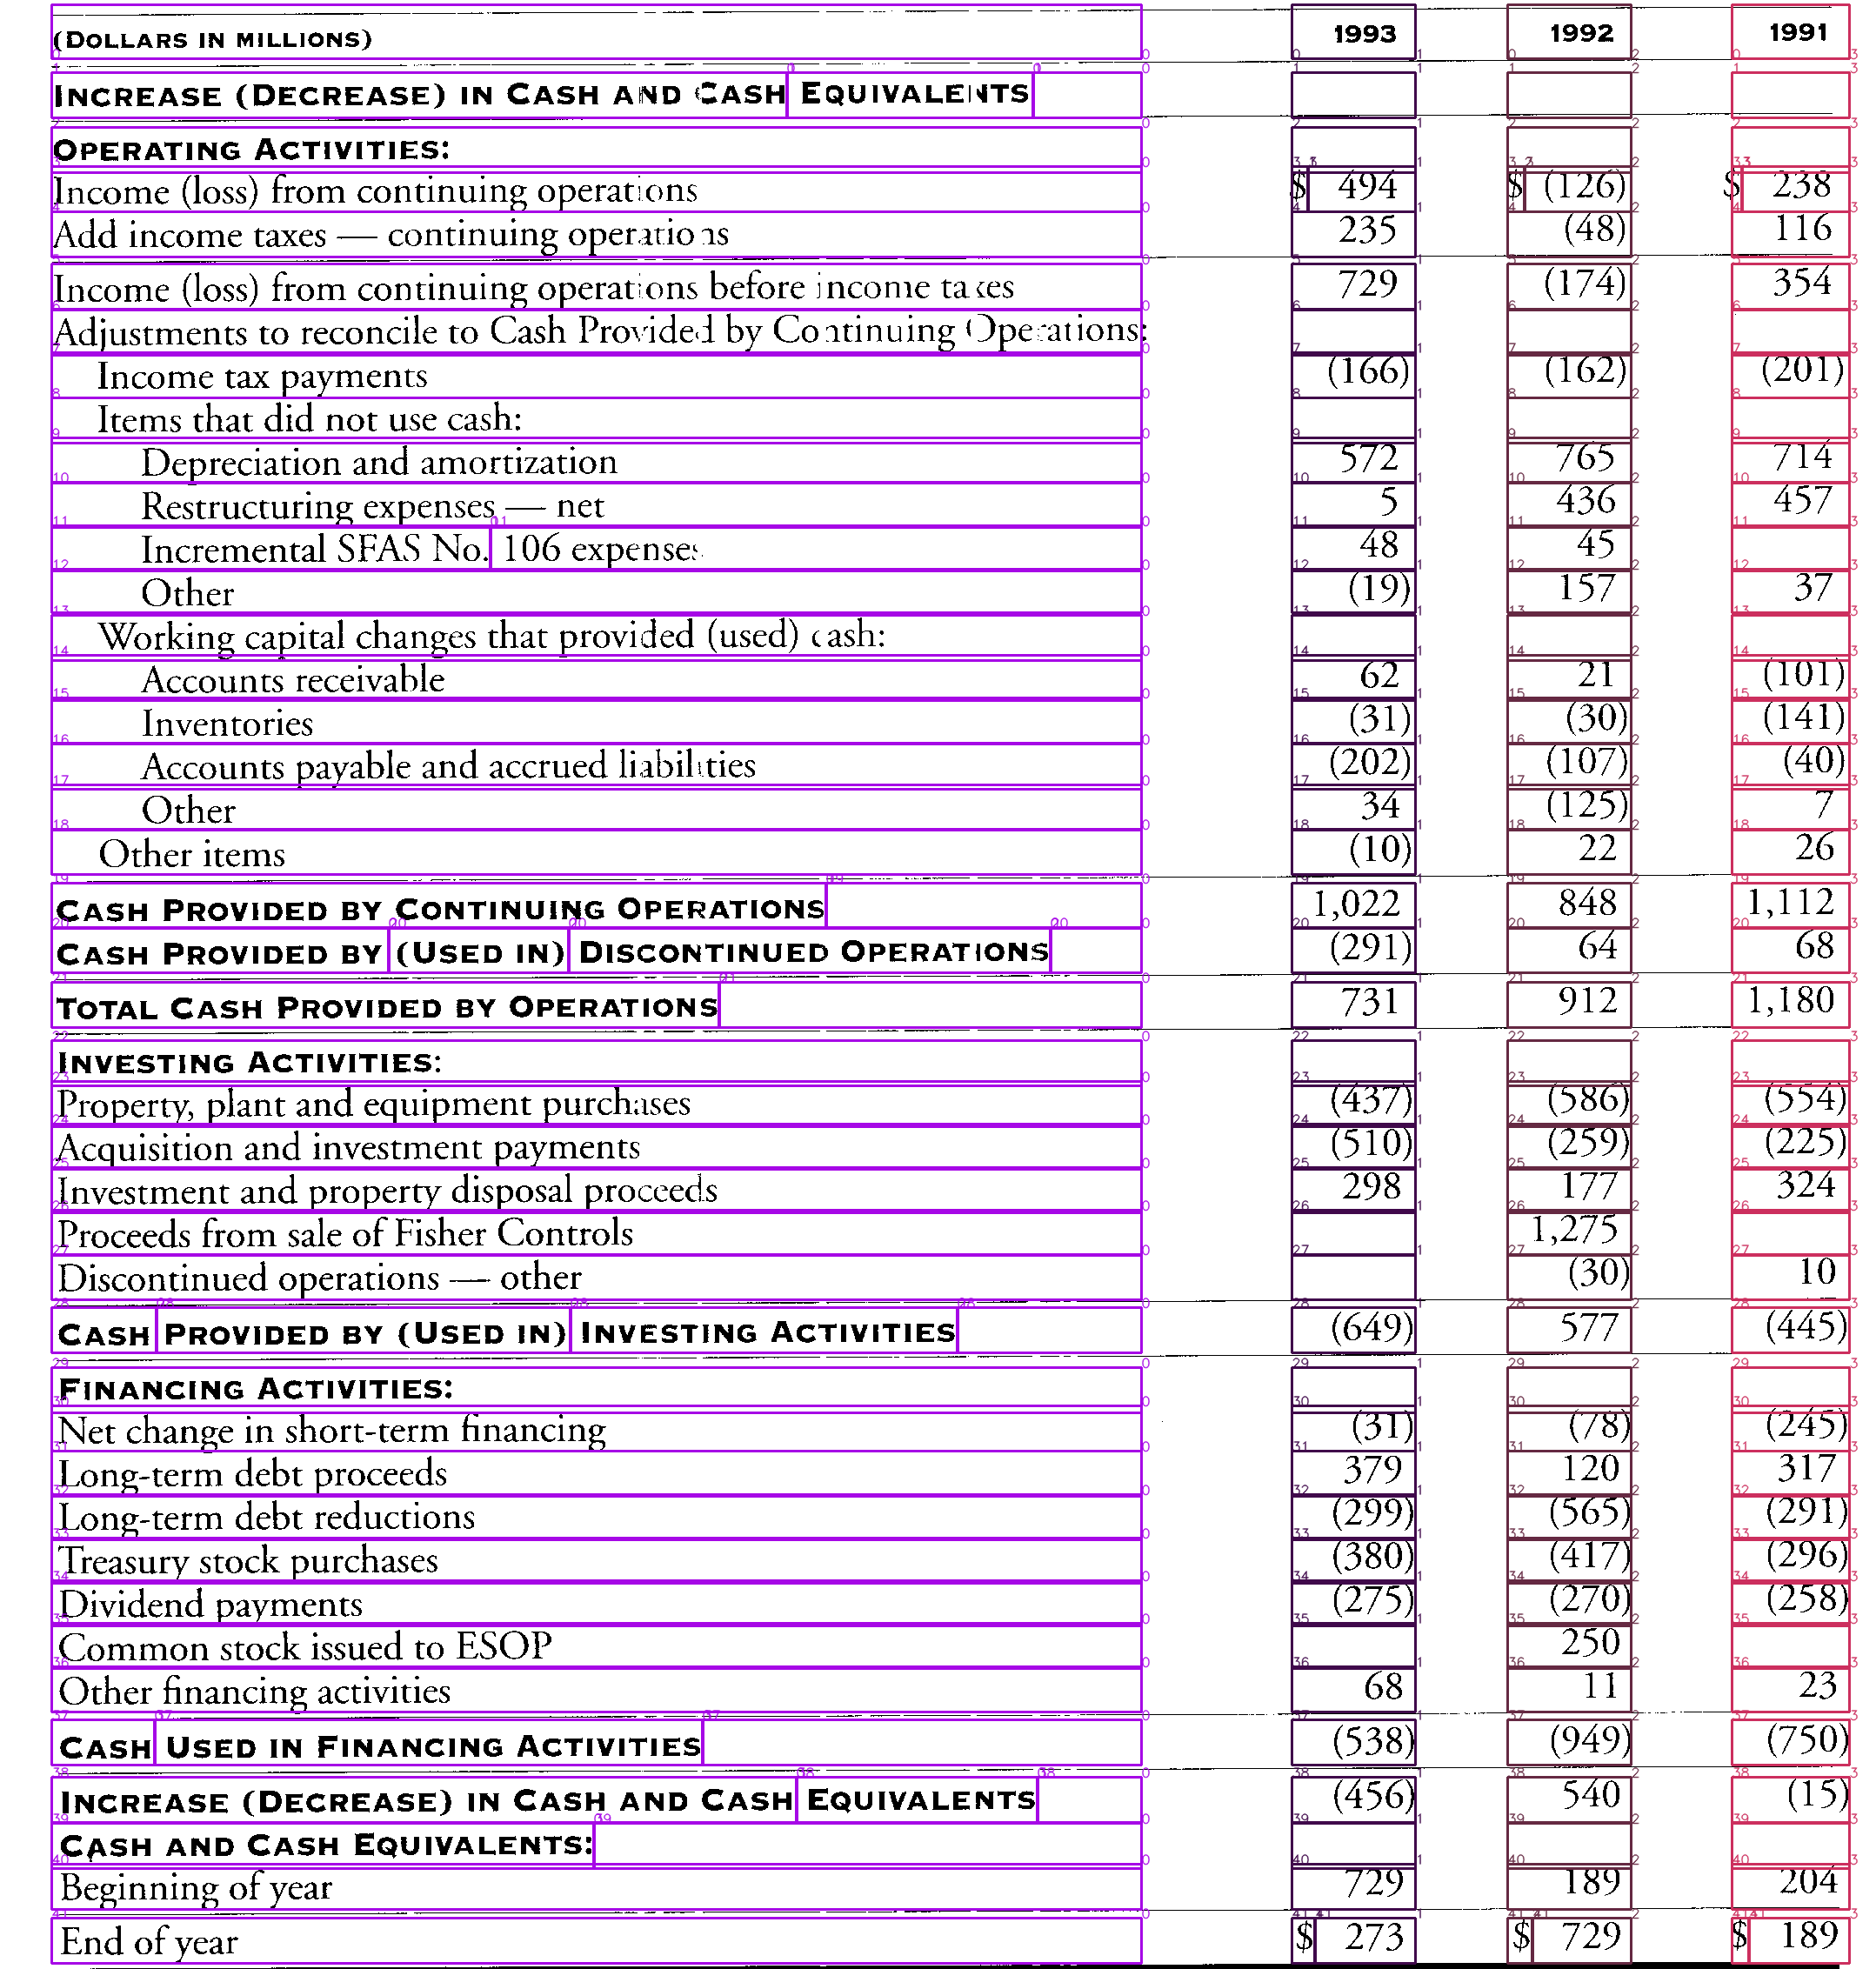 (DOLLARS IN MILLIONS) 1993 1992 1991
INCREASE (DECREASE) IN CASH AND CASH EQUIVALENTS
OPERATING ACTIVITIES:
Income (loss) from continuing operations $ 494 $ (126) $ 238
Add income taxes — continuing operations 235 (48) 116
Income (loss) from continuing operations before income taxes 729 (174) 354
Adjustments to reconcile to Cash Provided by Continuing Operations:
Income tax payments (166) (162) (201)
Items that did not use cash:
Depreciation and amortization 572 765 714
Restructuring expenses — net 5 436 457
Incremental SFAS No. 106 expenses 48 45
Other (19) 157 37
Working capital changes that provided (used) cash:
Accounts receivable 62 21 (101)
Inventories (31) (30) (141)
Accounts payable and accrued liabilities (202) (107) (40)
Other 34 (125) 7
Other items (10) 22 26
CASH PROVIDED BY CONTINUING OPERATIONS 1,022 848 1,112
CASH PROVIDED BY (USED IN) DISCONTINUED OPERATIONS (291) 64 68
TOTAL CASH PROVIDED BY OPERATIONS 731 912 1,180
INVESTING ACTIVITIES:
Property, plant and equipment purchases (437) (586) (554)
Acquisition and investment payments (510) (259) (225)
Investment and property disposal proceeds 298 177 324
Proceeds from sale of Fisher Controls 1,275
Discontinued operations — other (30) 10
CASH PROVIDED BY (USED IN) INVESTING ACTIVITIES (649) 577 (445)
FINANCING ACTIVITIES:
Net change in short-term financing (31) (78) (245)
Long-term debt proceeds 379 120 317
Long-term debt reductions (299) (565) (291)
Treasury stock purchases (380) (417) (296)
Dividend payments (275) (270) (258)
Common stock issued to ESOP 250
Other financing activities 68 11 23
CASH USED IN FINANCING ACTIVITIES (538) (949) (750)
INCREASE (DECREASE) IN CASH AND CASH EQUIVALENTS (456) 540 (15)
CASH AND CASH EQUIVALENTS:
Beginning of year 729 189 204
End of year $ 273 $ 729 $ 189